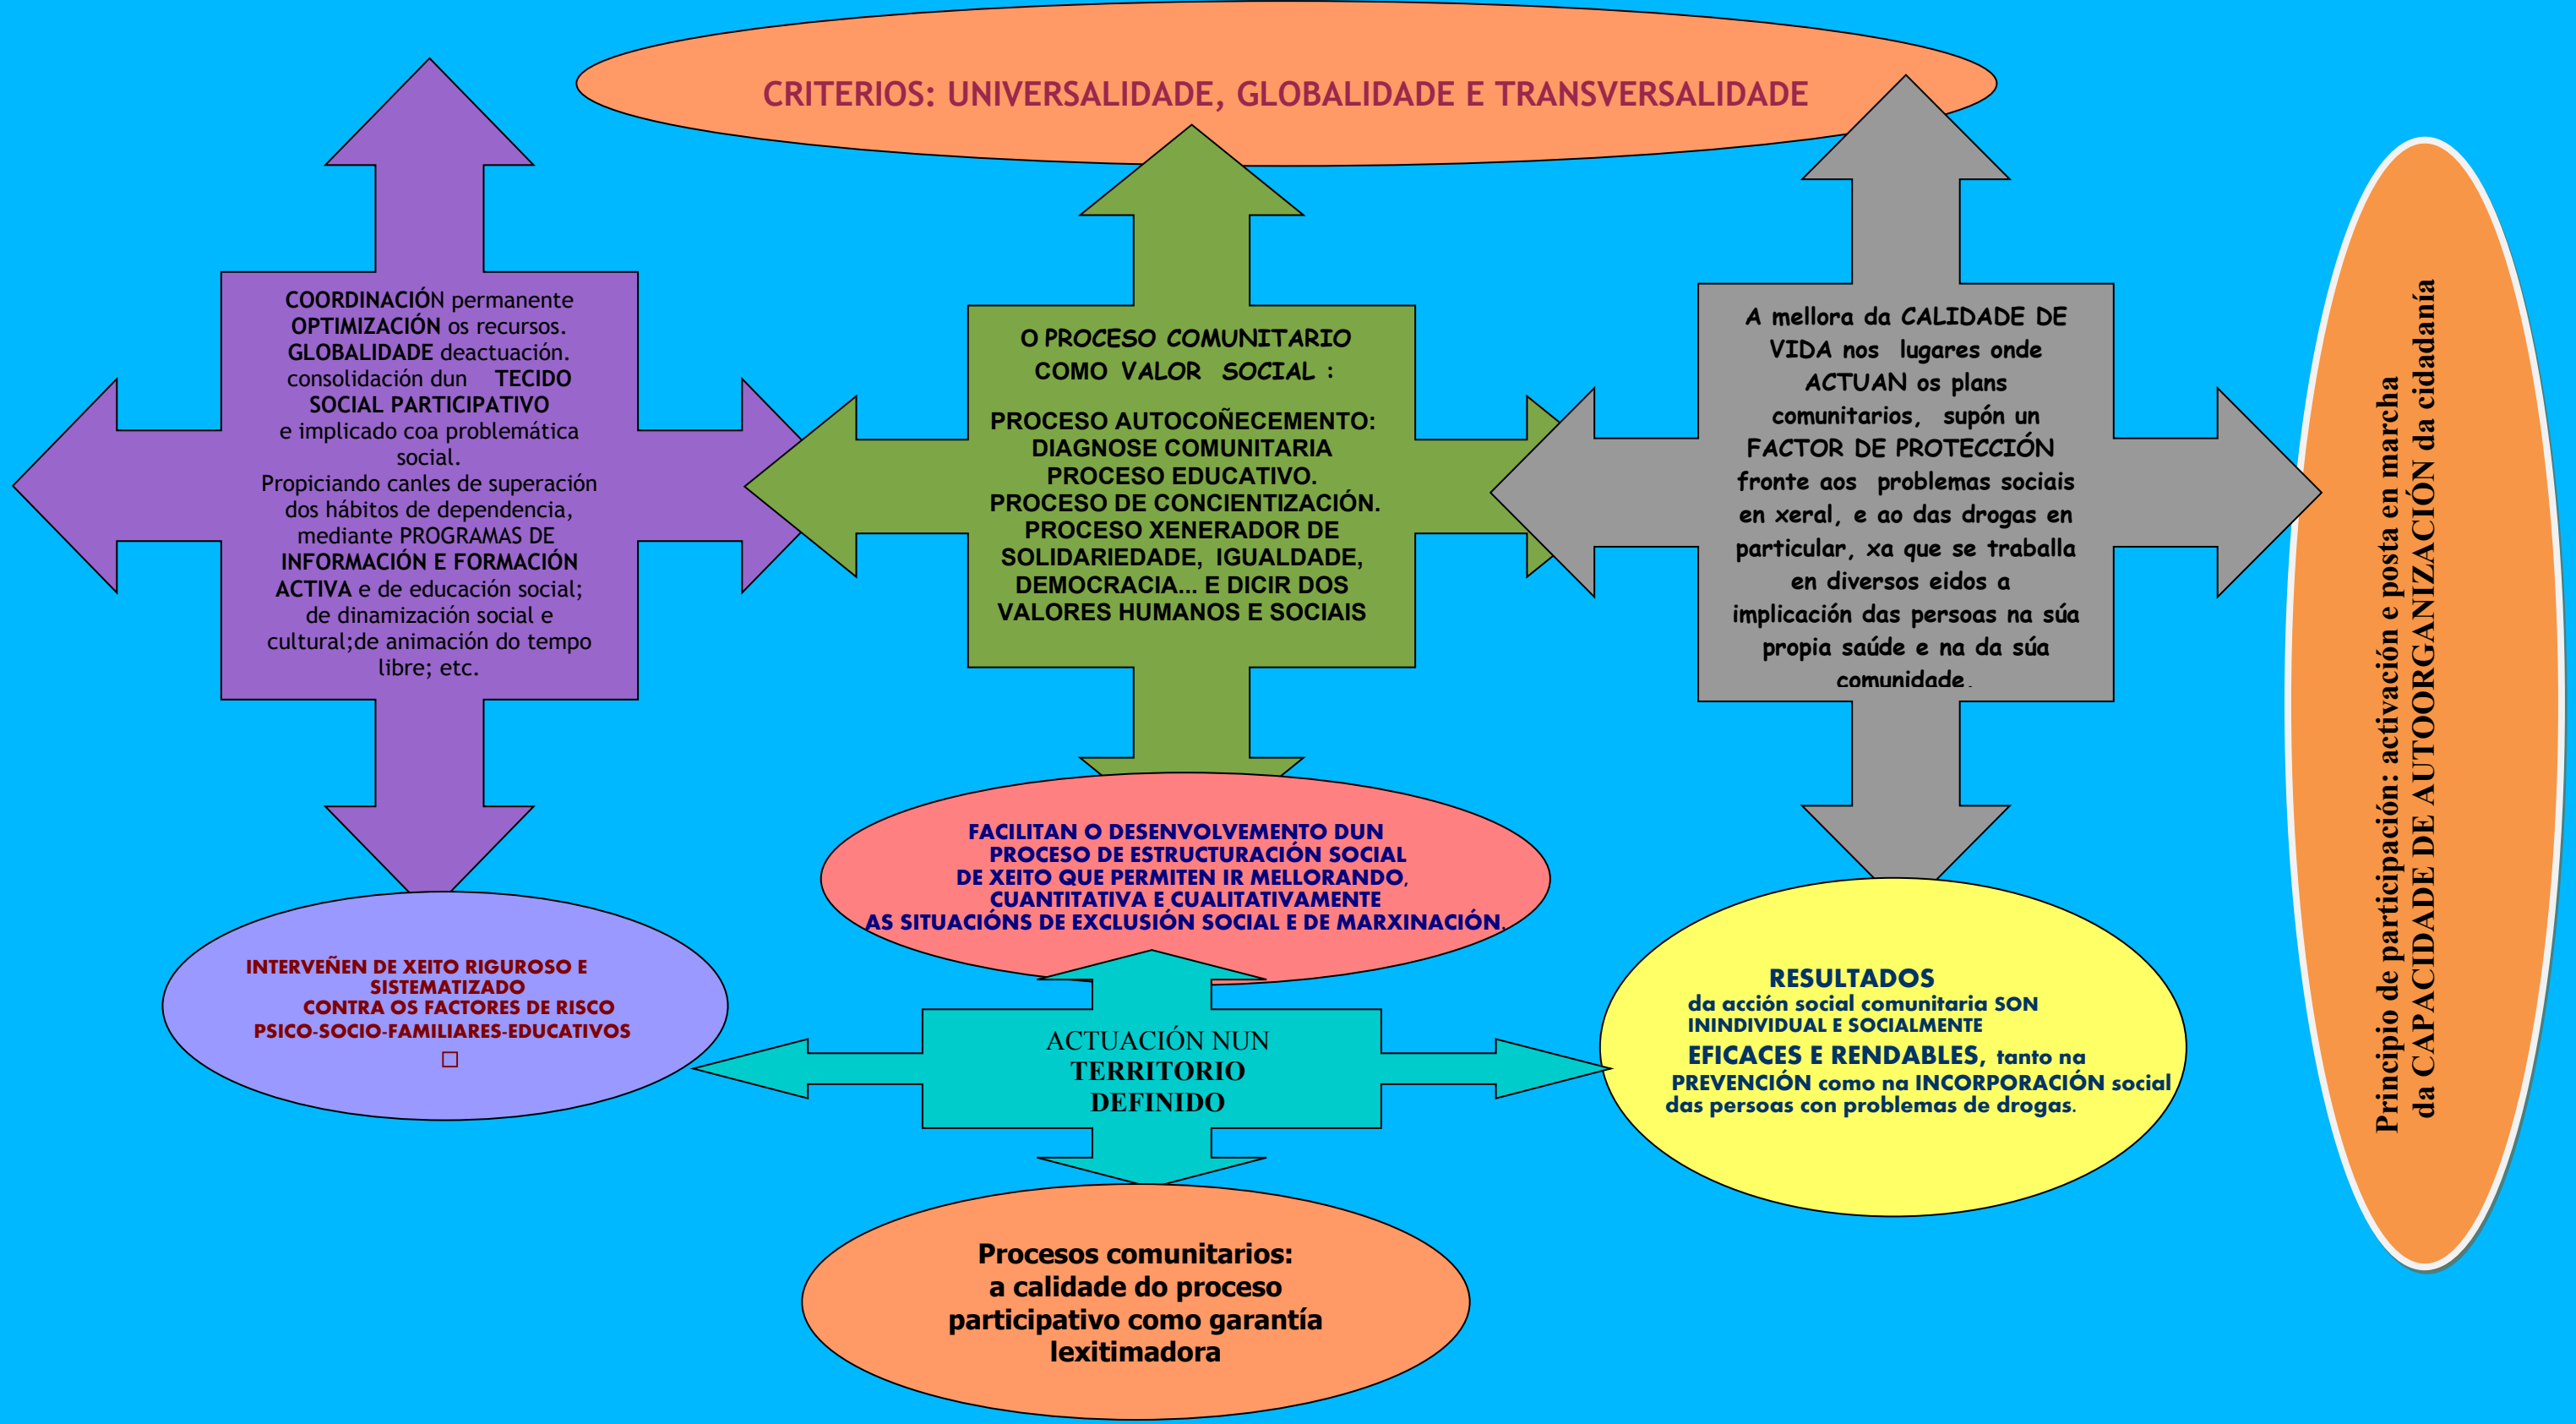 CRITERIOS: UNIVERSALIDADE, GLOBALIDADE E TRANSVERSALIDADE
COORDINACIÓN permanente
OPTIMIZACIÓN os recursos.
GLOBALIDADE deactuación.
consolidación dun TECIDO
SOCIAL PARTICIPATIVO
e implicado coa problemática
social.
Propiciando canles de superación
dos hábitos de dependencia,
mediante PROGRAMAS DE
INFORMACIÓN E FORMACIÓN
ACTIVA e de educación social;
de dinamización social e
cultural;de animación do tempo
libre; etc.
O PROCESO COMUNITARIO
COMO VALOR SOCIAL :
PROCESO AUTOCOÑECEMENTO:
DIAGNOSE COMUNITARIA
PROCESO EDUCATIVO.
PROCESO DE CONCIENTIZACIÓN.
PROCESO XENERADOR DE
SOLIDARIEDADE, IGUALDADE,
DEMOCRACIA... E DICIR DOS
VALORES HUMANOS E SOCIAIS
A mellora da CALIDADE DE
VIDA nos lugares onde
ACTUAN os plans
comunitarios, supón un
FACTOR DE PROTECCIÓN
fronte aos problemas sociais
en xeral, e ao das drogas en
particular, xa que se traballa
en diversos eidos a
implicación das persoas na súa
propia saúde e na da súa
comunidade.
Principio de participación: activación e posta en marcha
da CAPACIDADE DE AUTOORGANIZACIÓN da cidadanía
FACILITAN O DESENVOLVEMENTO DUN
PROCESO DE ESTRUCTURACIÓN SOCIAL
DE XEITO QUE PERMITEN IR MELLORANDO,
CUANTITATIVA E CUALITATIVAMENTE
AS SITUACIÓNS DE EXCLUSIÓN SOCIAL E DE MARXINACIÓN.
INTERVEÑEN DE XEITO RIGUROSO E
SISTEMATIZADO
CONTRA OS FACTORES DE RISCO
PSICO-SOCIO-FAMILIARES-EDUCATIVOS
ACTUACIÓN NUN
TERRITORIO
DEFINIDO
RESULTADOS
da acción social comunitaria SON
ININDIVIDUAL E SOCIALMENTE
EFICACES E RENDABLES, tanto na
PREVENCIÓN como na INCORPORACIÓN social
das persoas con problemas de drogas.
Procesos comunitarios:
a calidade do proceso
participativo como garantía
lexitimadora